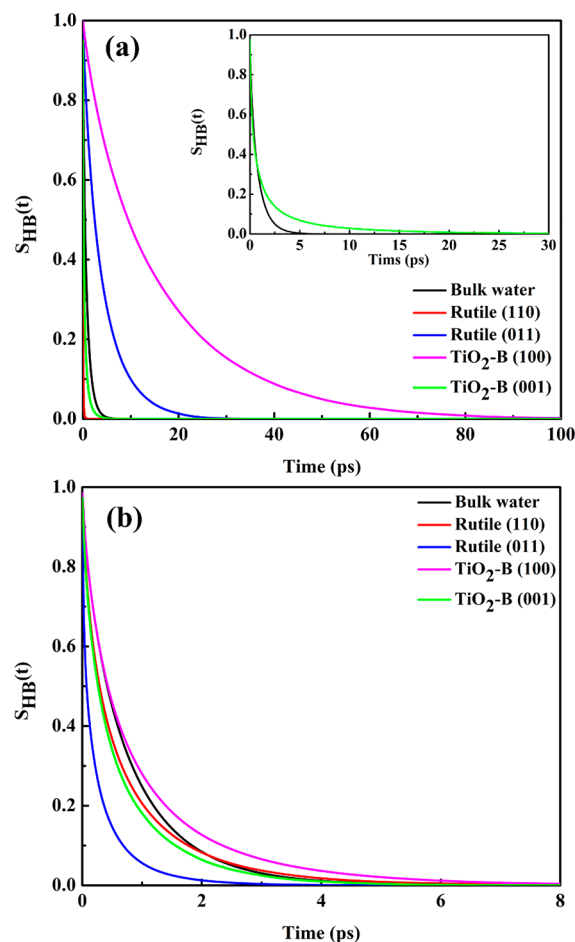 (a)
S_HB(t)
1.0
0.8
0.6
0.4
0.2
0.0
0
20
40
60
80
100
Time (ps)
S_HB(t)
1.0
0.8
0.6
0.4
0.2
0.0
0
5
10
15
20
25
30
Tims (ps)
Bulk water
Rutile (110)
Rutile (011)
TiO2-B (100)
TiO2-B (001)
(b)
S_HB(t)
1.0
0.8
0.6
0.4
0.2
0.0
0
2
4
6
8
Time (ps)
Bulk water
Rutile (110)
Rutile (011)
TiO2-B (100)
TiO2-B (001)